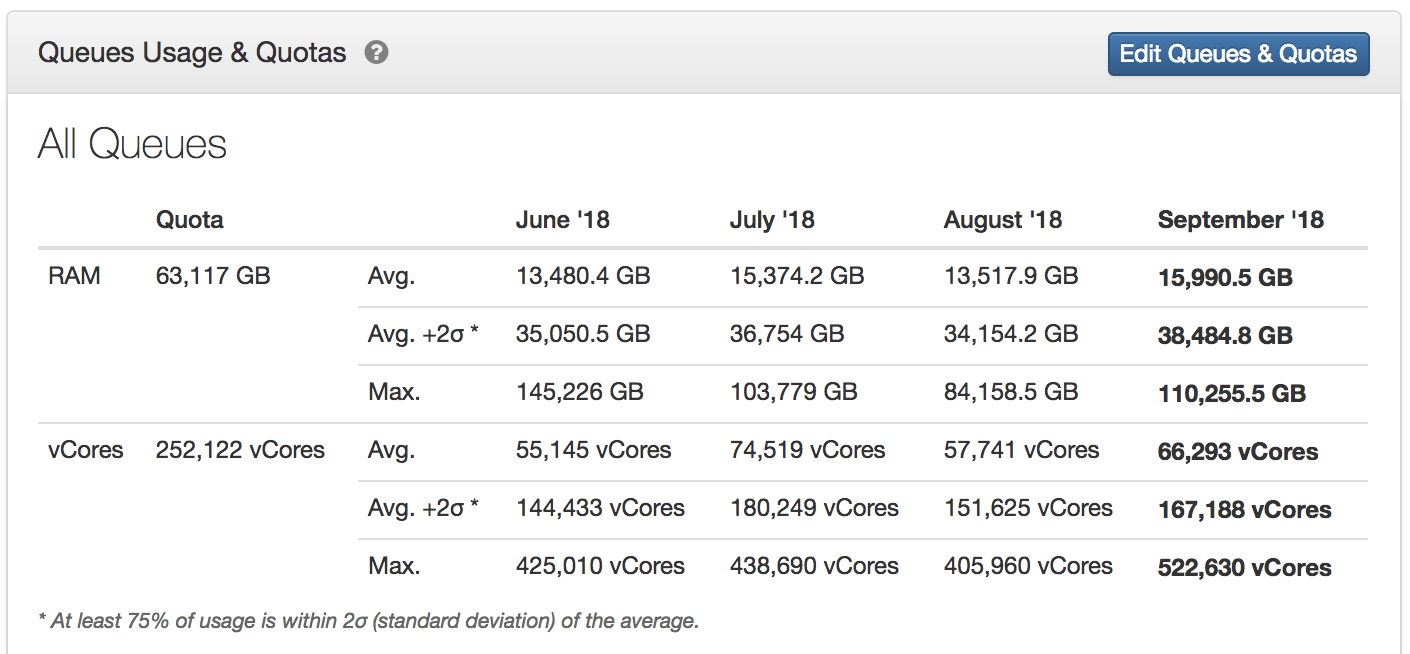 Queues Usage & Quotas ?
Edit Queues & Quotas
All Queues
Quota June '18 July '18 August '18 September '18
RAM 63,117 GB Avg. 13,480.4 GB 15,374.2 GB 13,517.9 GB 15,990.5 GB
Avg. +2σ * 35,050.5 GB 36,754 GB 34,154.2 GB 38,484.8 GB
Max. 145,226 GB 103,779 GB 84,158.5 GB 110,255.5 GB
vCores 252,122 vCores Avg. 55,145 vCores 74,519 vCores 57,741 vCores 66,293 vCores
Avg. +2σ * 144,433 vCores 180,249 vCores 151,625 vCores 167,188 vCores
Max. 425,010 vCores 438,690 vCores 405,960 vCores 522,630 vCores
* At least 75% of usage is within 2σ (standard deviation) of the average.